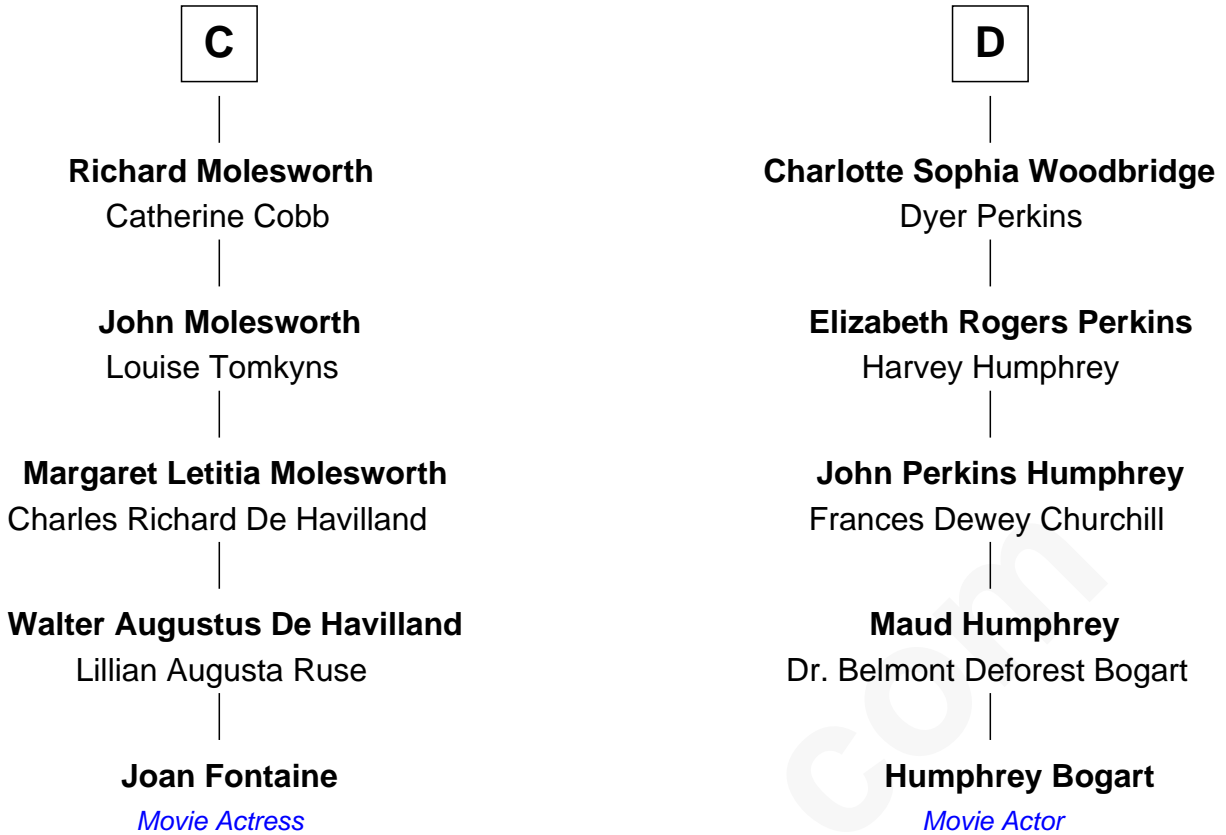 C
Richard Molesworth
Catherine Cobb
John Molesworth
Louise Tomkyns
Margaret Letitia Molesworth
Charles Richard De Havilland
Walter Augustus De Havilland
Lillian Augusta Ruse
Joan Fontaine
Movie Actress
D
Charlotte Sophia Woodbridge
Dyer Perkins
Elizabeth Rogers Perkins
Harvey Humphrey
John Perkins Humphrey
Frances Dewey Churchill
Maud Humphrey
Dr. Belmont Deforest Bogart
Humphrey Bogart
Movie Actor
com